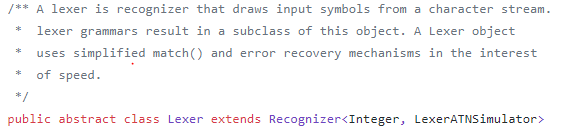 /** A lexer is recognizer that draws input symbols from a character stream.
*  lexer grammars result in a subclass of this object. A Lexer object
*  uses simplified match() and error recovery mechanisms in the interest
*  of speed.
*/
public abstract class Lexer extends Recognizer<Integer, LexerATNSimulator>